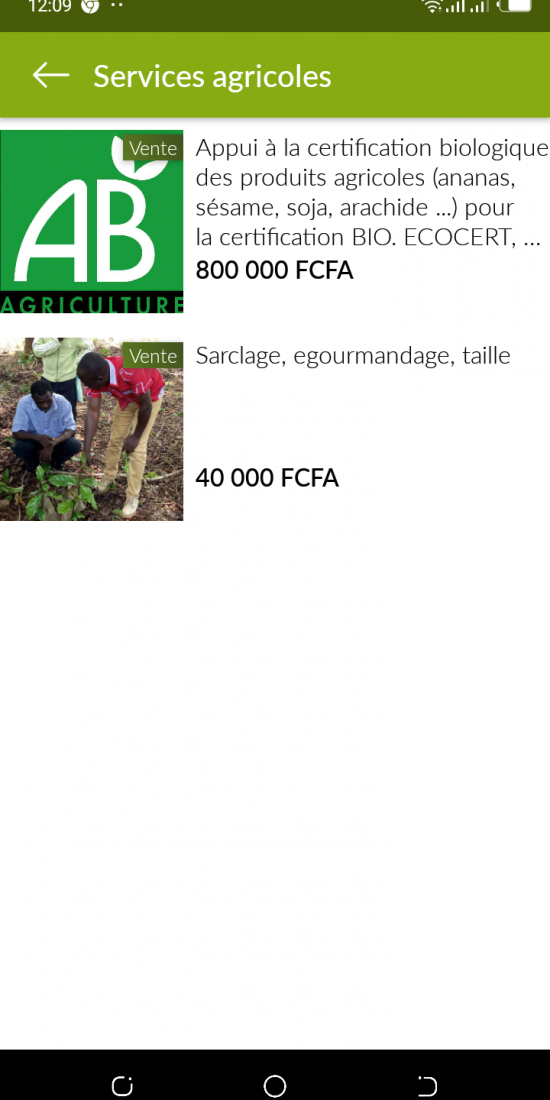 12:09
Services agricoles
AB
AGRICULTURE
Vente
Appui à la certification biologique
des produits agricoles (ananas,
sésame, soja, arachide ...) pour
la certification BIO. ECOCERT, ...
800 000 FCFA
Vente
Sarclage, egourmandage, taille
40 000 FCFA